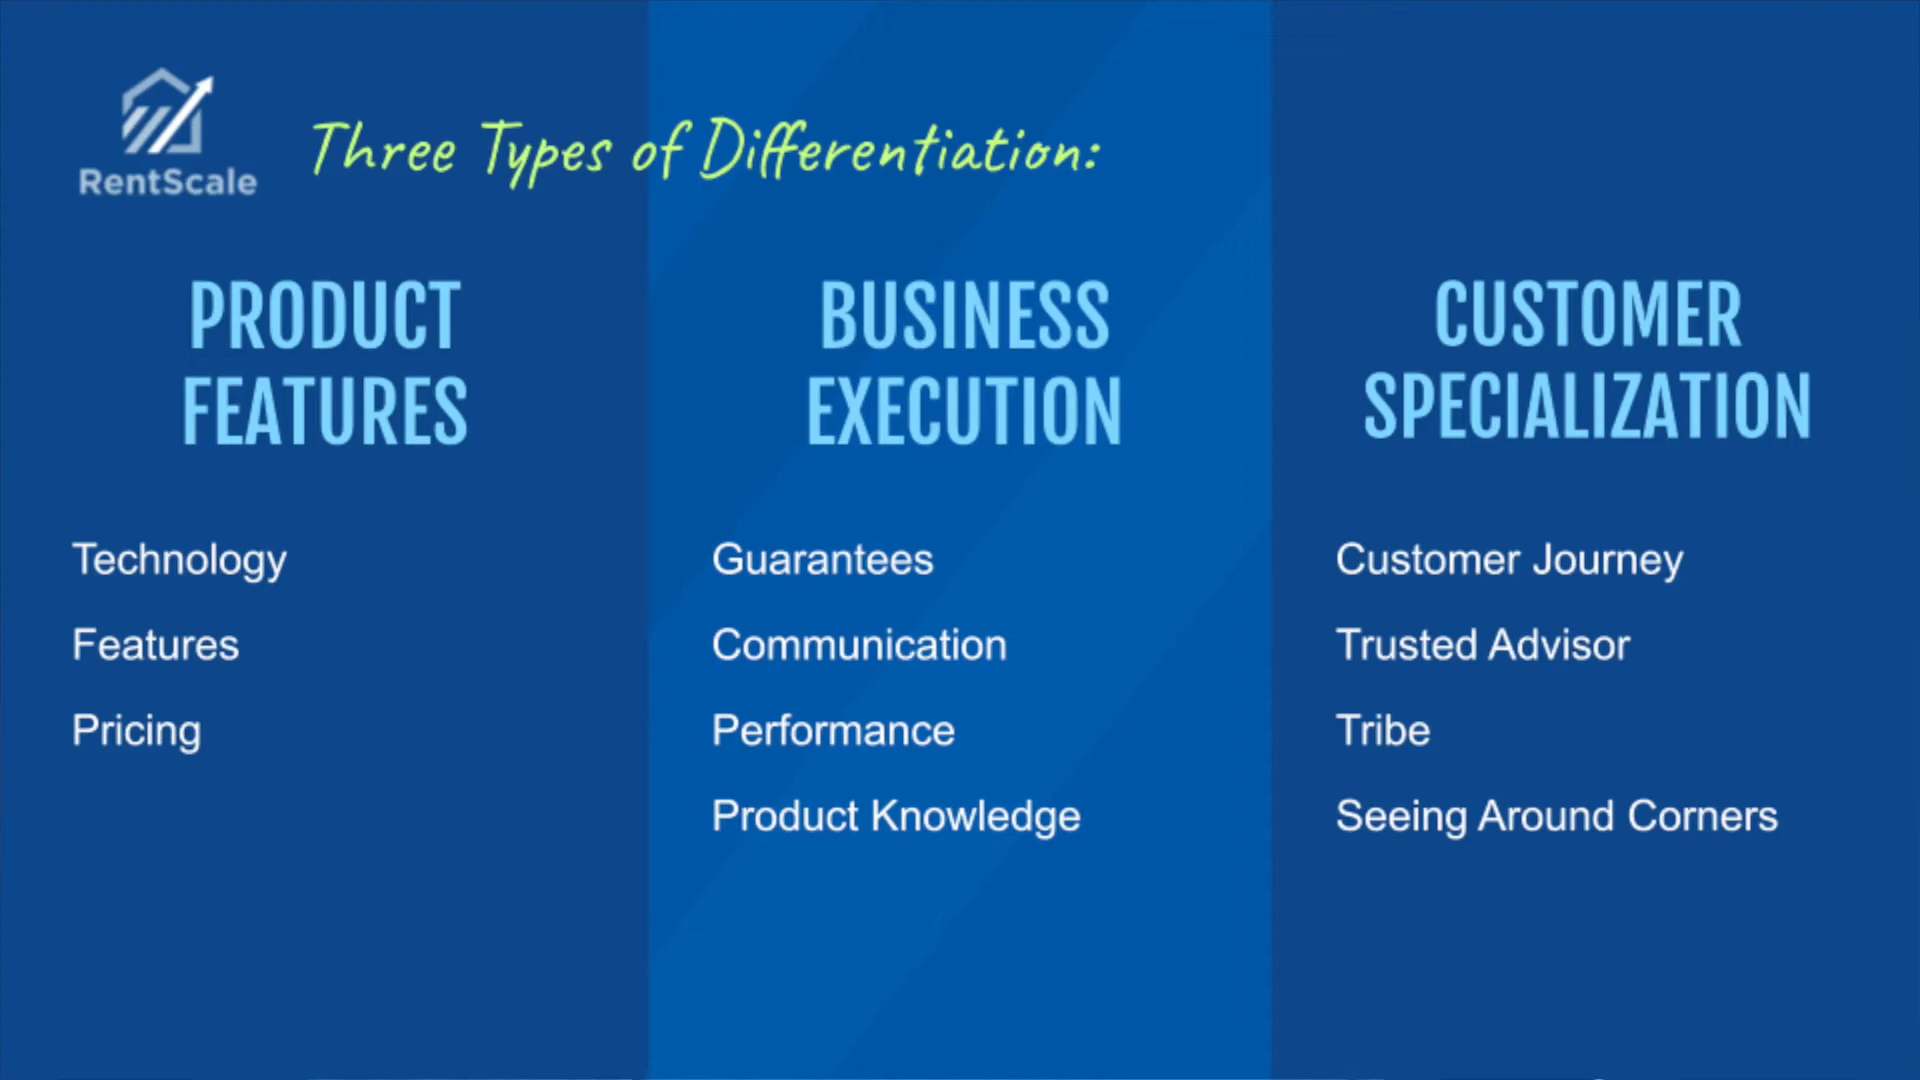 RentScale
Three Types of Differentiation:
PRODUCT
FEATURES
Technology
Features
Pricing
BUSINESS
EXECUTION
Guarantees
Communication
Performance
Product Knowledge
CUSTOMER
SPECIALIZATION
Customer Journey
Trusted Advisor
Tribe
Seeing Around Corners